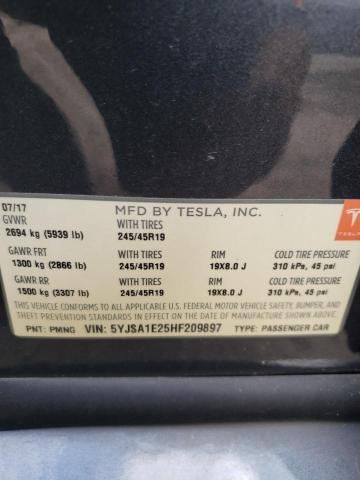 07/17 MFD BY TESLA, INC.
GVWR WITH TIRES
2694 kg (5939 lb) 245/45R19
TESLA
GAWR FRT WITH TIRES RIM COLD TIRE PRESSURE
1300 kg (2866 lb) 245/45R19 19X8.0 J 310 kPa, 45 psi
GAWR RR WITH TIRES RIM COLD TIRE PRESSURE
1500 kg (3307 lb) 245/45R19 19X8.0 J 310 kPa, 45 psi
THIS VEHICLE CONFORMS TO ALL APPLICABLE U.S. FEDERAL MOTOR VEHICLE SAFETY, BUMPER, AND
THEFT PREVENTION STANDARDS IN EFFECT ON THE DATE OF MANUFACTURE SHOWN ABOVE.
PNT: PMNG VIN: 5YJSA1E25HF209897 TYPE: PASSENGER CAR